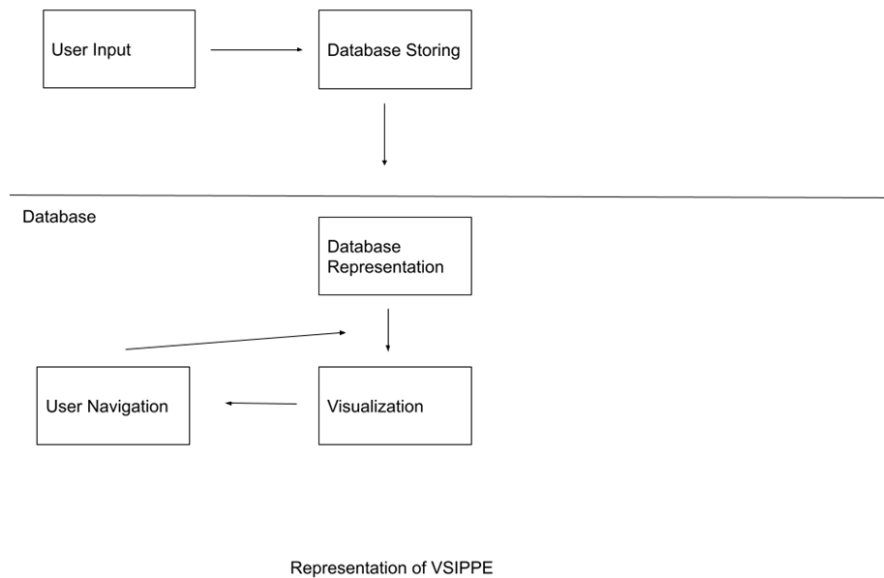 User Input
Database Storing
Database
Database
Representation
User Navigation
Visualization
Representation of VSIPPE